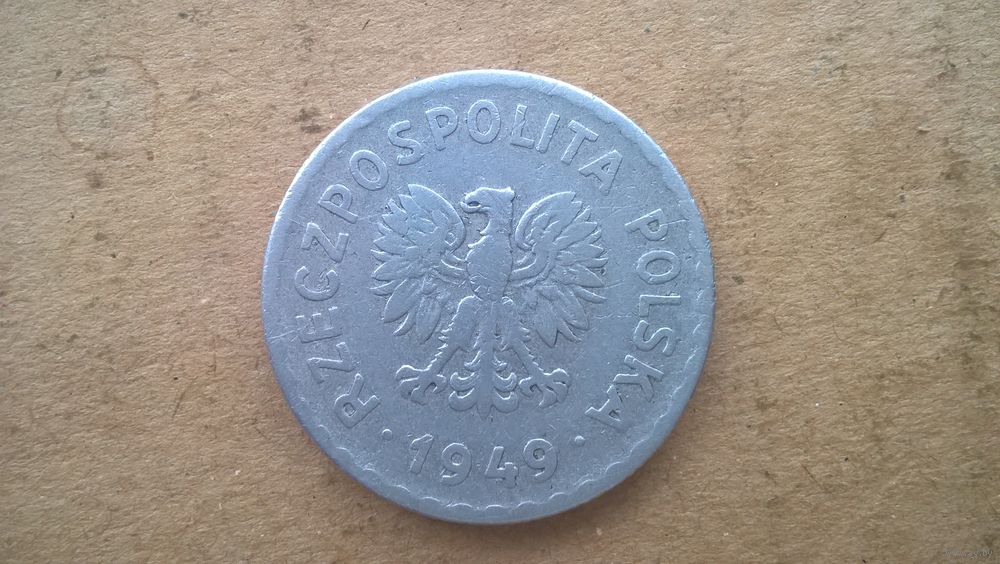 RZECZPOSPOLITA POLSKA
· 1949 ·